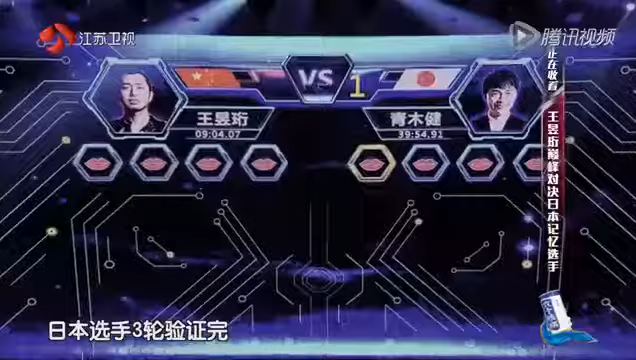 江苏卫视
腾讯视频
正在收看
王昱珩巅峰对决日本记忆选手
VS
1
王昱珩
09:04.07
青木健
39:54.91
日本选手3轮验证完